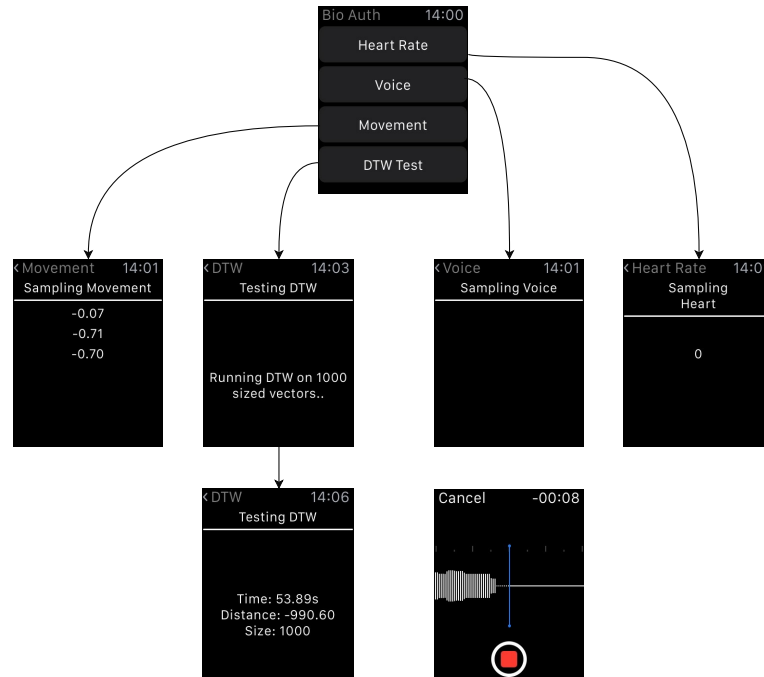 Bio Auth 14:00
Heart Rate
Voice
Movement
DTW Test
<Movement 14:01
Sampling Movement
-0.07
-0.71
-0.70
<DTW 14:03
Testing DTW
Running DTW on 1000
sized vectors..
<Voice 14:01
Sampling Voice
<Heart Rate 14:0
Sampling
Heart
0
<DTW 14:06
Testing DTW
Time: 53.89s
Distance: -990.60
Size: 1000
Cancel -00:08